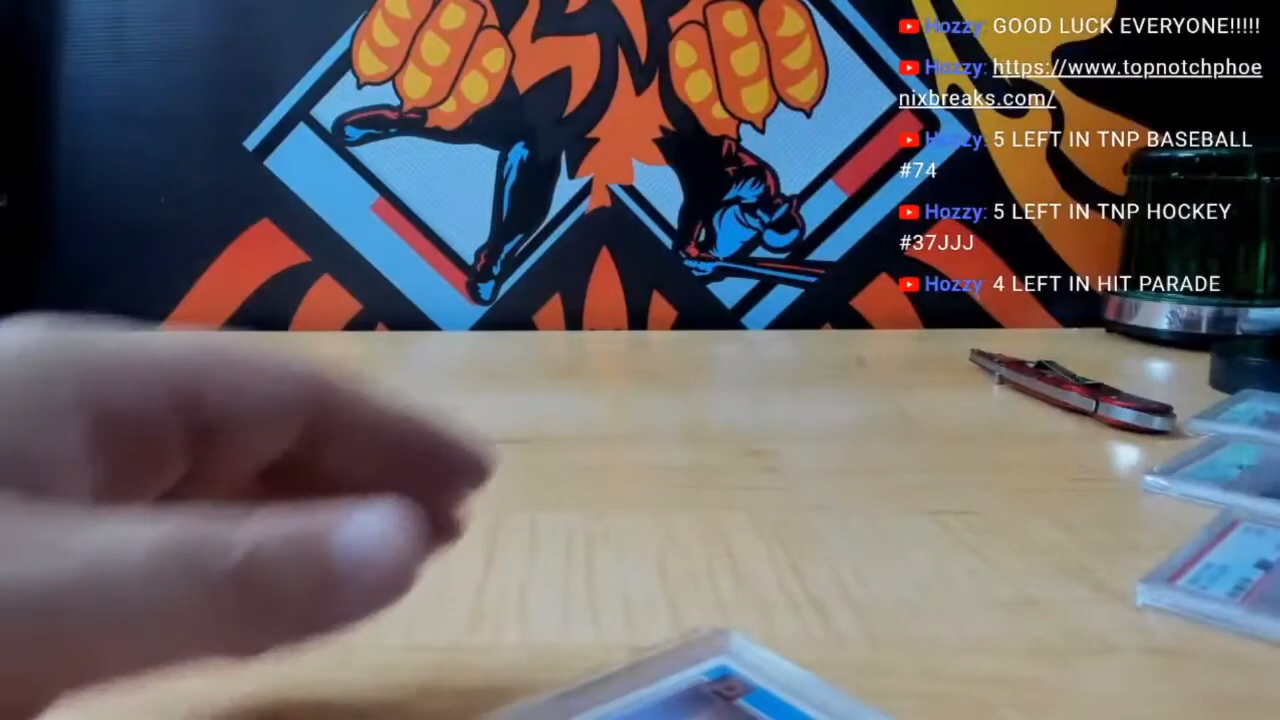 Hozzy: GOOD LUCK EVERYONE!!!!!
Hozzy: https://www.topnotchphoe
nixbreaks.com/
Hozzy: 5 LEFT IN TNP BASEBALL
#74
Hozzy: 5 LEFT IN TNP HOCKEY
#37JJJ
Hozzy: 4 LEFT IN HIT PARADE